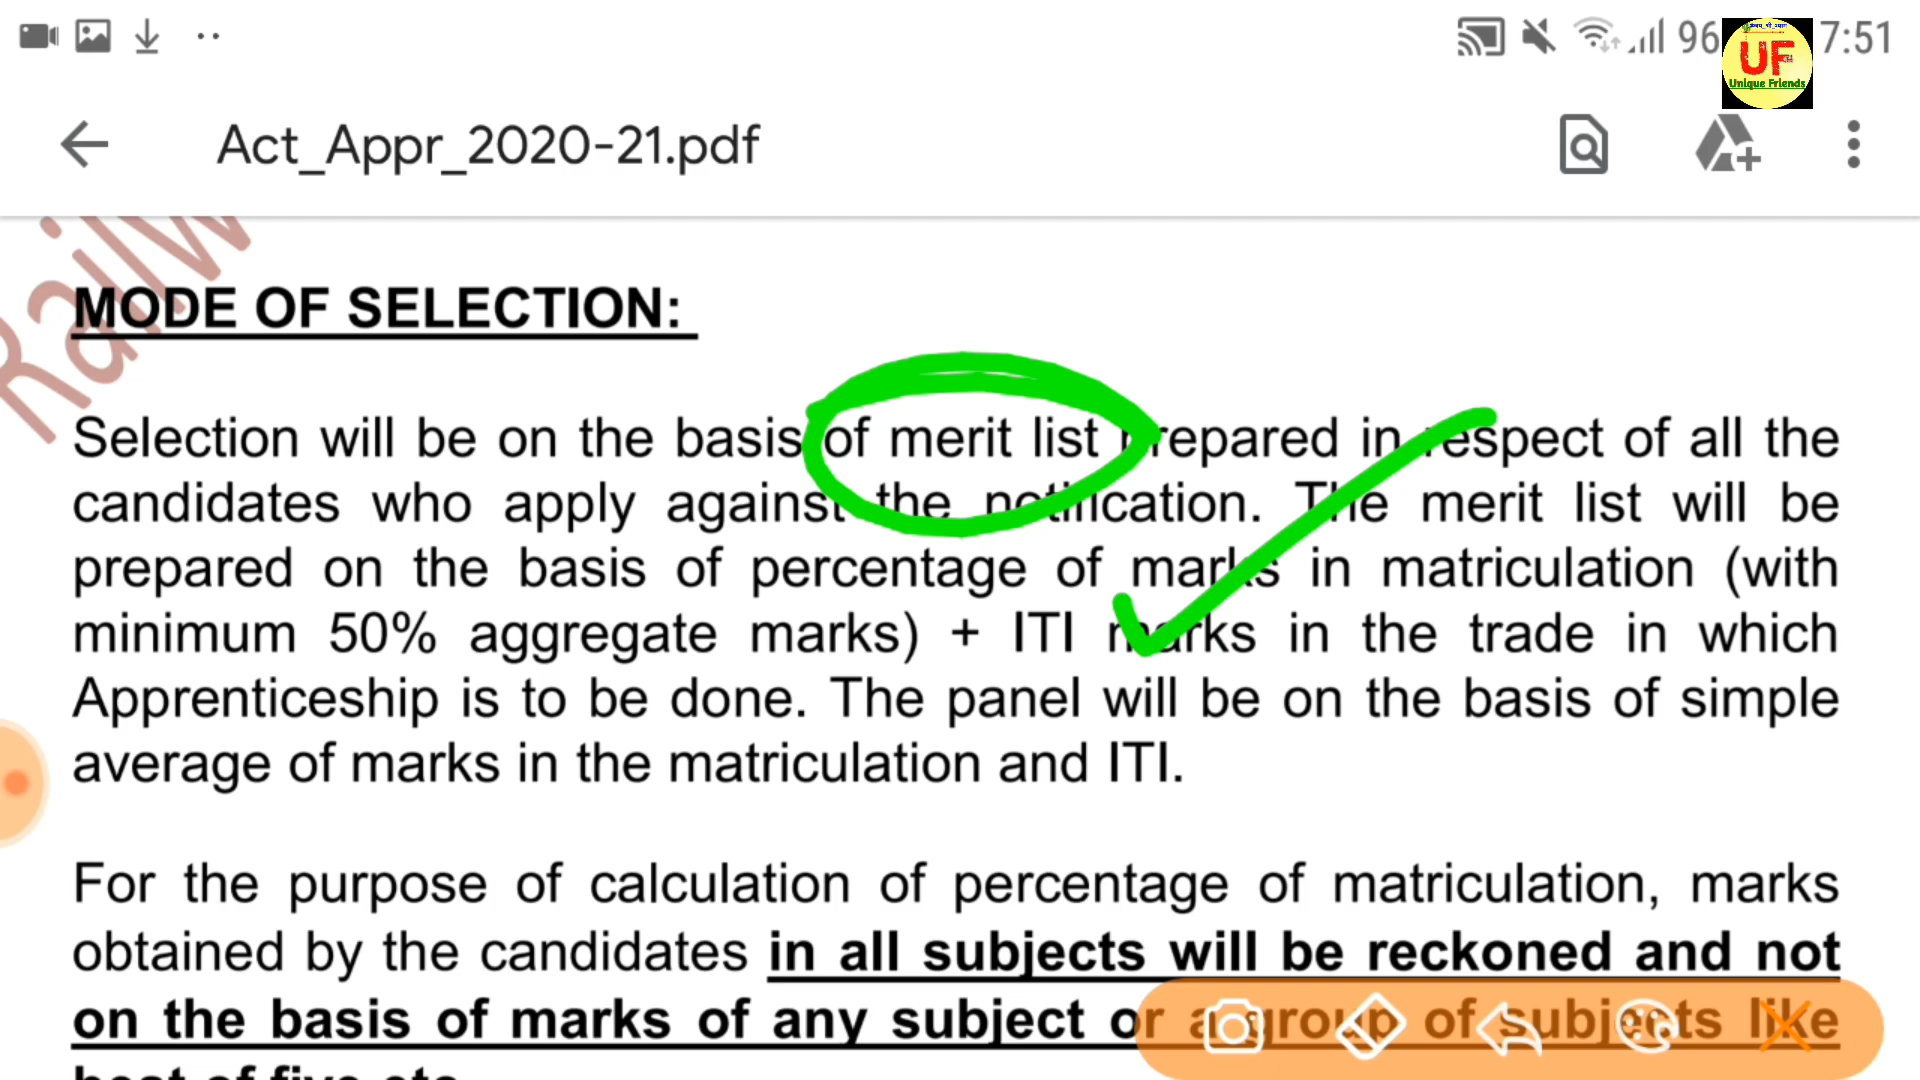 96
7:51
UF
Unique Friends
Act_Appr_2020-21.pdf
MODE OF SELECTION:
Selection will be on the basis of merit list prepared in respect of all the
candidates who apply against the notification. The merit list will be
prepared on the basis of percentage of marks in matriculation (with
minimum 50% aggregate marks) + ITI marks in the trade in which
Apprenticeship is to be done. The panel will be on the basis of simple
average of marks in the matriculation and ITI.
For the purpose of calculation of percentage of matriculation, marks
obtained by the candidates in all subjects will be reckoned and not
on the basis of marks of any subject or a group of subjects like
best of five etc